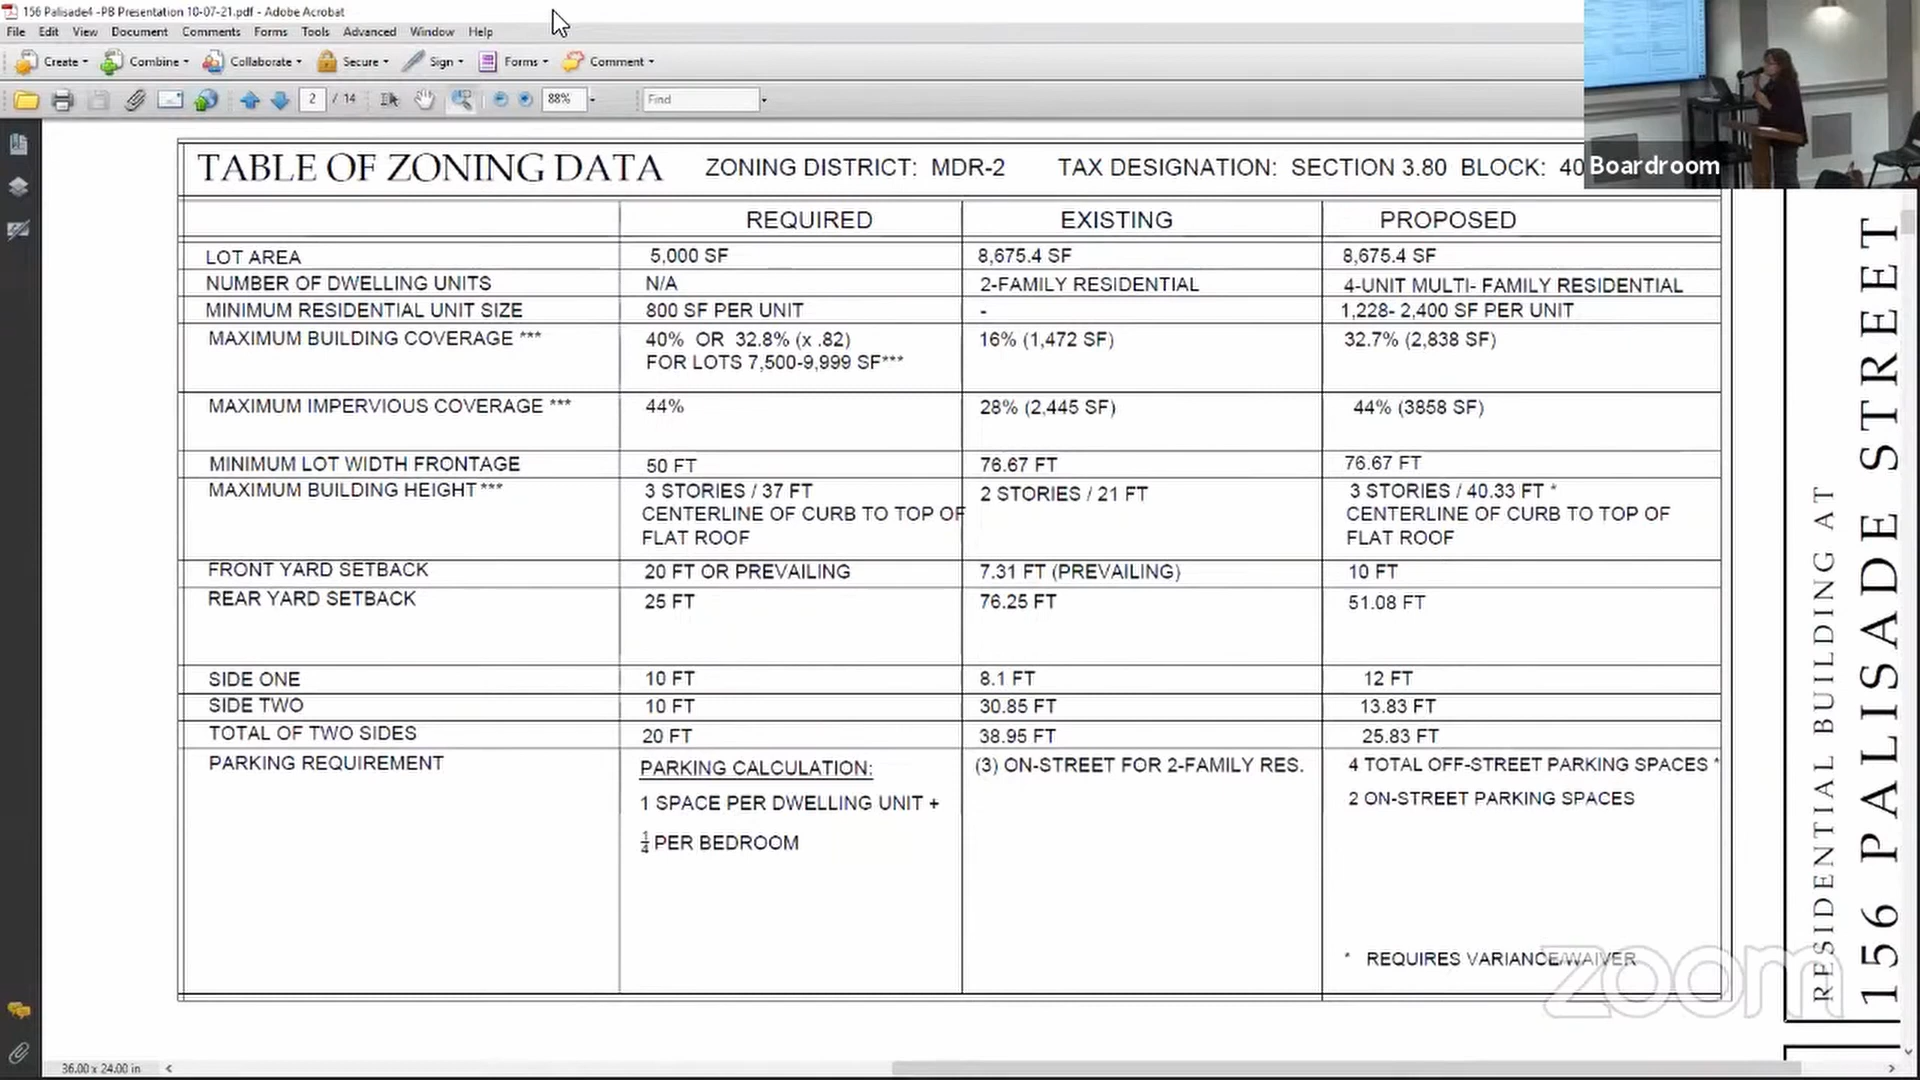 156 Palisade4 -PB Presentation 10-07-21.pdf - Adobe Acrobat
File Edit View Document Comments Forms Tools Advanced Window Help
Create Combine Collaborate Secure Sign Forms Comment
2 / 14 88% Find
Boardroom
TABLE OF ZONING DATA ZONING DISTRICT: MDR-2 TAX DESIGNATION: SECTION 3.80 BLOCK: 40
REQUIRED EXISTING PROPOSED
LOT AREA 5,000 SF 8,675.4 SF 8,675.4 SF
NUMBER OF DWELLING UNITS N/A 2-FAMILY RESIDENTIAL 4-UNIT MULTI- FAMILY RESIDENTIAL
MINIMUM RESIDENTIAL UNIT SIZE 800 SF PER UNIT - 1,228- 2,400 SF PER UNIT
MAXIMUM BUILDING COVERAGE *** 40% OR 32.8% (x .82) 16% (1,472 SF) 32.7% (2,838 SF)
FOR LOTS 7,500-9,999 SF***
MAXIMUM IMPERVIOUS COVERAGE *** 44% 28% (2,445 SF) 44% (3858 SF)
MINIMUM LOT WIDTH FRONTAGE 50 FT 76.67 FT 76.67 FT
MAXIMUM BUILDING HEIGHT*** 3 STORIES / 37 FT 2 STORIES / 21 FT 3 STORIES / 40.33 FT *
CENTERLINE OF CURB TO TOP OF CENTERLINE OF CURB TO TOP OF
FLAT ROOF FLAT ROOF
FRONT YARD SETBACK 20 FT OR PREVAILING 7.31 FT (PREVAILING) 10 FT
REAR YARD SETBACK 25 FT 76.25 FT 51.08 FT
SIDE ONE 10 FT 8.1 FT 12 FT
SIDE TWO 10 FT 30.85 FT 13.83 FT
TOTAL OF TWO SIDES 20 FT 38.95 FT 25.83 FT
PARKING REQUIREMENT PARKING CALCULATION: (3) ON-STREET FOR 2-FAMILY RES. 4 TOTAL OFF-STREET PARKING SPACES *
1 SPACE PER DWELLING UNIT + 2 ON-STREET PARKING SPACES
1/4 PER BEDROOM
* REQUIRES VARIANCE/WAIVER
RESIDENTIAL BUILDING AT
156 PALISADE STREET
zoom
36.00 x 24.00 in